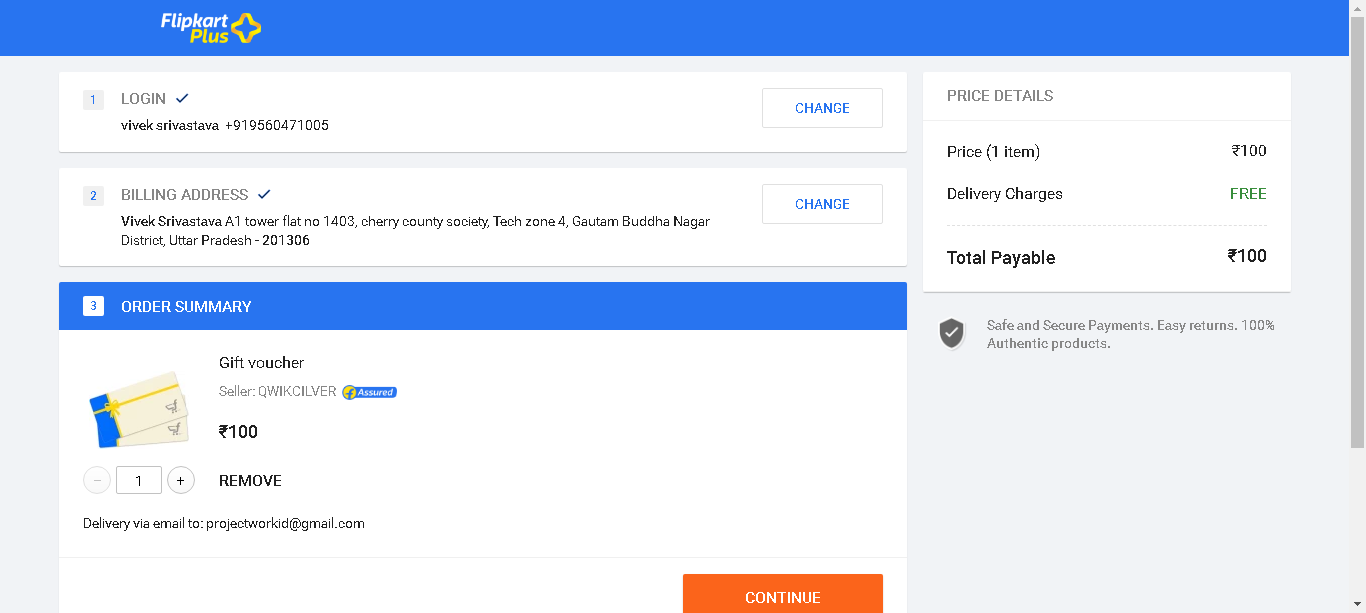 Flipkart
Plus
1 LOGIN
vivek srivastava +919560471005
CHANGE
2 BILLING ADDRESS
Vivek Srivastava A1 tower flat no 1403, cherry county society, Tech zone 4, Gautam Buddha Nagar
District, Uttar Pradesh - 201306
CHANGE
3 ORDER SUMMARY
Gift voucher
Seller: QWIKCILVER f Assured
₹100
− 1 + REMOVE
Delivery via email to: projectworkid@gmail.com
CONTINUE
PRICE DETAILS
Price (1 item) ₹100
Delivery Charges FREE
Total Payable ₹100
Safe and Secure Payments. Easy returns. 100%
Authentic products.